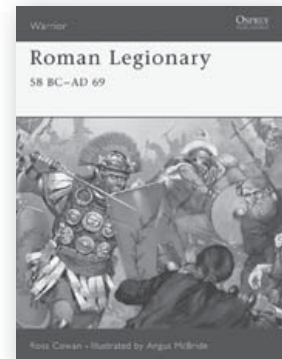 Warrior
OSPREY
Roman Legionary
58 BC–AD 69
Ross Cowan • Illustrated by Angus McBride